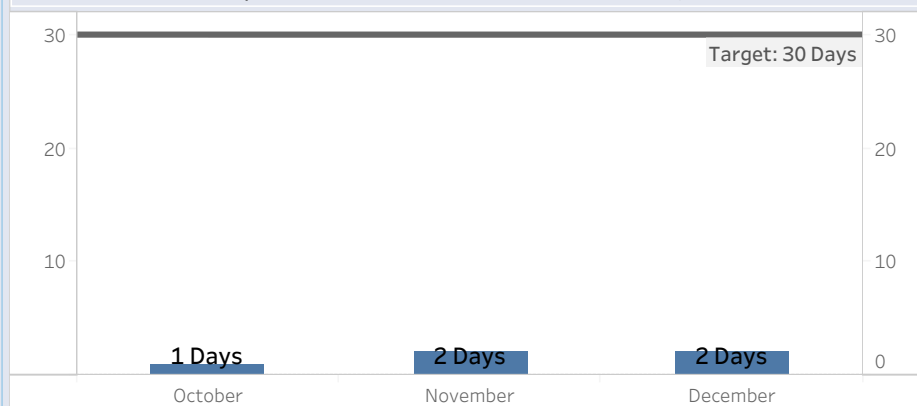 30
30
Target: 30 Days
20
20
10
10
1 Days
2 Days
2 Days
0
October
November
December